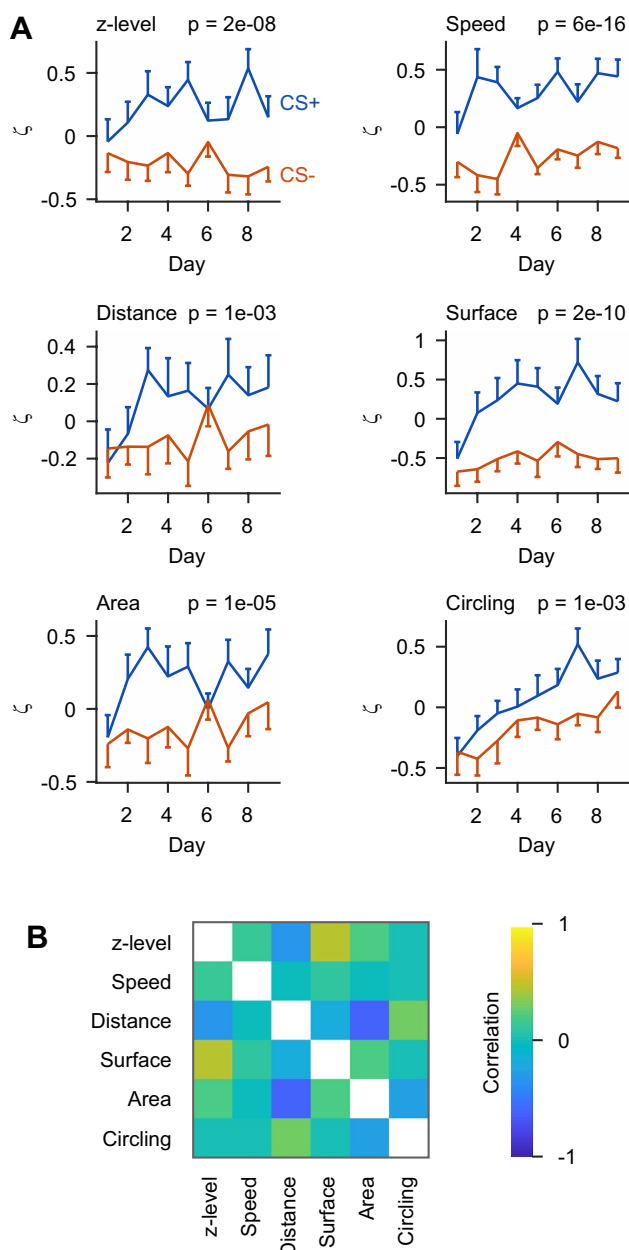 A
z-level p = 2e-08
0.5
0
-0.5
ζ
CS+
CS-
2 4 6 8
Day
Speed p = 6e-16
0.5
0
-0.5
ζ
2 4 6 8
Day
Distance p = 1e-03
0.4
0.2
0
-0.2
ζ
2 4 6 8
Day
Surface p = 2e-10
1
0.5
0
-0.5
ζ
2 4 6 8
Day
Area p = 1e-05
0.5
0
-0.5
ζ
2 4 6 8
Day
Circling p = 1e-03
0.5
0
-0.5
ζ
2 4 6 8
Day
B
z-level
Speed
Distance
Surface
Area
Circling
z-level
Speed
Distance
Surface
Area
Circling
Correlation
1
0
-1